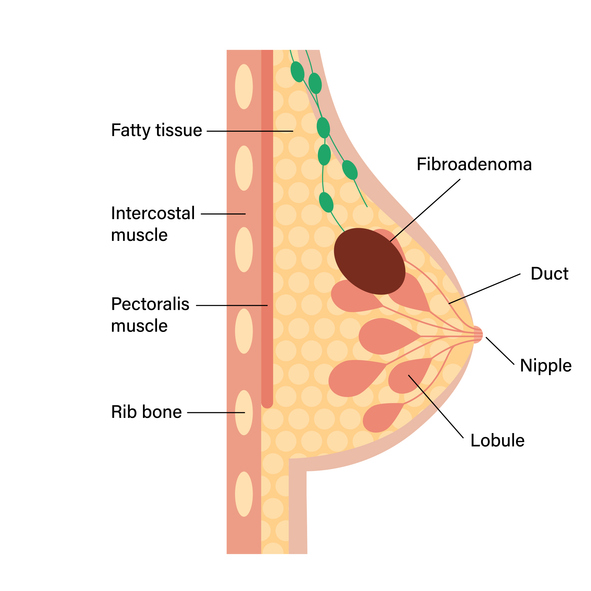 Fatty tissue
Fibroadenoma
Intercostal
muscle
Duct
Pectoralis
muscle
Nipple
Rib bone
Lobule